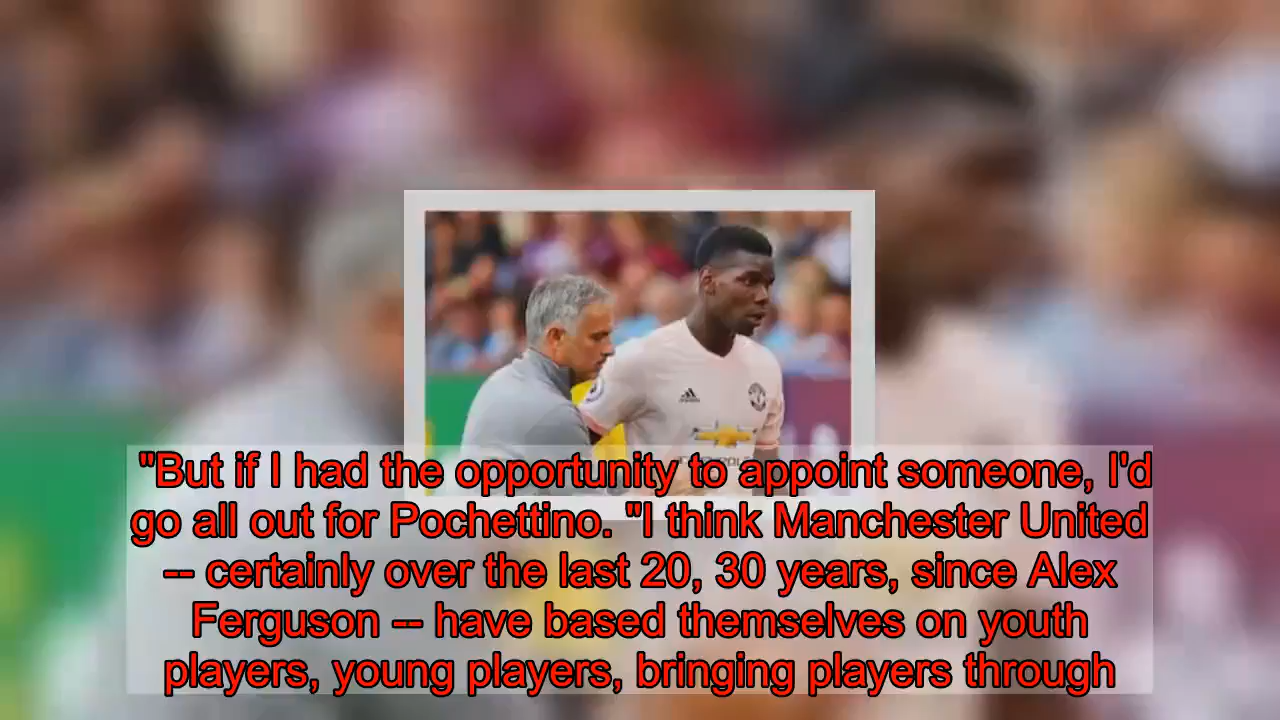 "But if I had the opportunity to appoint someone, I'd
go all out for Pochettino. "I think Manchester United
-- certainly over the last 20, 30 years, since Alex
Ferguson -- have based themselves on youth
players, young players, bringing players through